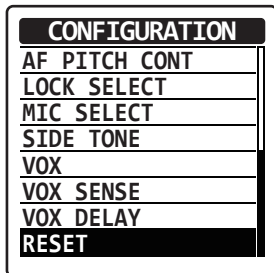 CONFIGURATION
AF PITCH CONT
LOCK SELECT
MIC SELECT
SIDE TONE
VOX
VOX SENSE
VOX DELAY
RESET